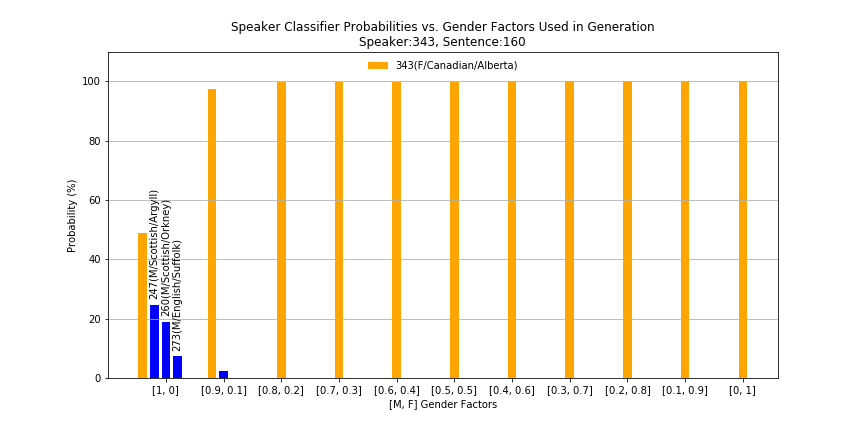 Speaker Classifier Probabilities vs. Gender Factors Used in Generation
Speaker:343, Sentence:160
343(F/Canadian/Alberta)
100
80
60
40
20
0
Probability (%)
247(M/Scottish/Argyll)
260(M/Scottish/Orkney)
273(M/English/Suffolk)
[1, 0] [0.9, 0.1] [0.8, 0.2] [0.7, 0.3] [0.6, 0.4] [0.5, 0.5] [0.4, 0.6] [0.3, 0.7] [0.2, 0.8] [0.1, 0.9] [0, 1]
[M, F] Gender Factors